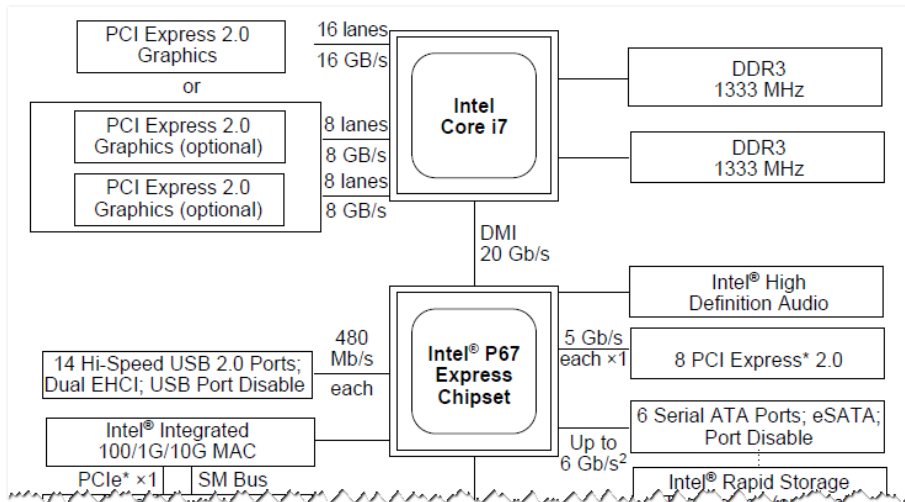 PCI Express 2.0
Graphics
16 lanes
16 GB/s
or
PCI Express 2.0
Graphics (optional)
8 lanes
8 GB/s
PCI Express 2.0
Graphics (optional)
8 lanes
8 GB/s
Intel
Core i7
DDR3
1333 MHz
DDR3
1333 MHz
DMI
20 Gb/s
Intel® High
Definition Audio
480
Mb/s
each
14 Hi-Speed USB 2.0 Ports;
Dual EHCI; USB Port Disable
Intel® P67
Express
Chipset
5 Gb/s
each ×1
8 PCI Express* 2.0
Intel® Integrated
100/1G/10G MAC
PCIe* ×1
SM Bus
Up to
6 Gb/s²
6 Serial ATA Ports; eSATA;
Port Disable
Intel® Rapid Storage